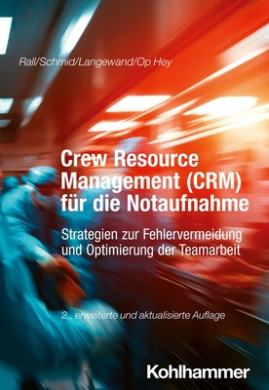 Rall/Schmid/Langewand/Op Hey
Crew Resource
Management (CRM)
für die Notaufnahme
Strategien zur Fehlervermeidung
und Optimierung der Teamarbeit
2., erweiterte und aktualisierte Auflage
Kohlhammer